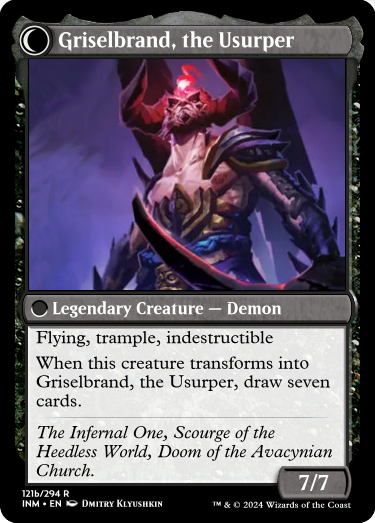 Griselbrand, the Usurper
Legendary Creature — Demon
Flying, trample, indestructible
When this creature transforms into
Griselbrand, the Usurper, draw seven
cards.
The Infernal One, Scourge of the
Heedless World, Doom of the Avacynian
Church.
7/7
121b/294 R
INM • EN Dmitry Klyushkin
™ & © 2024 Wizards of the Coast